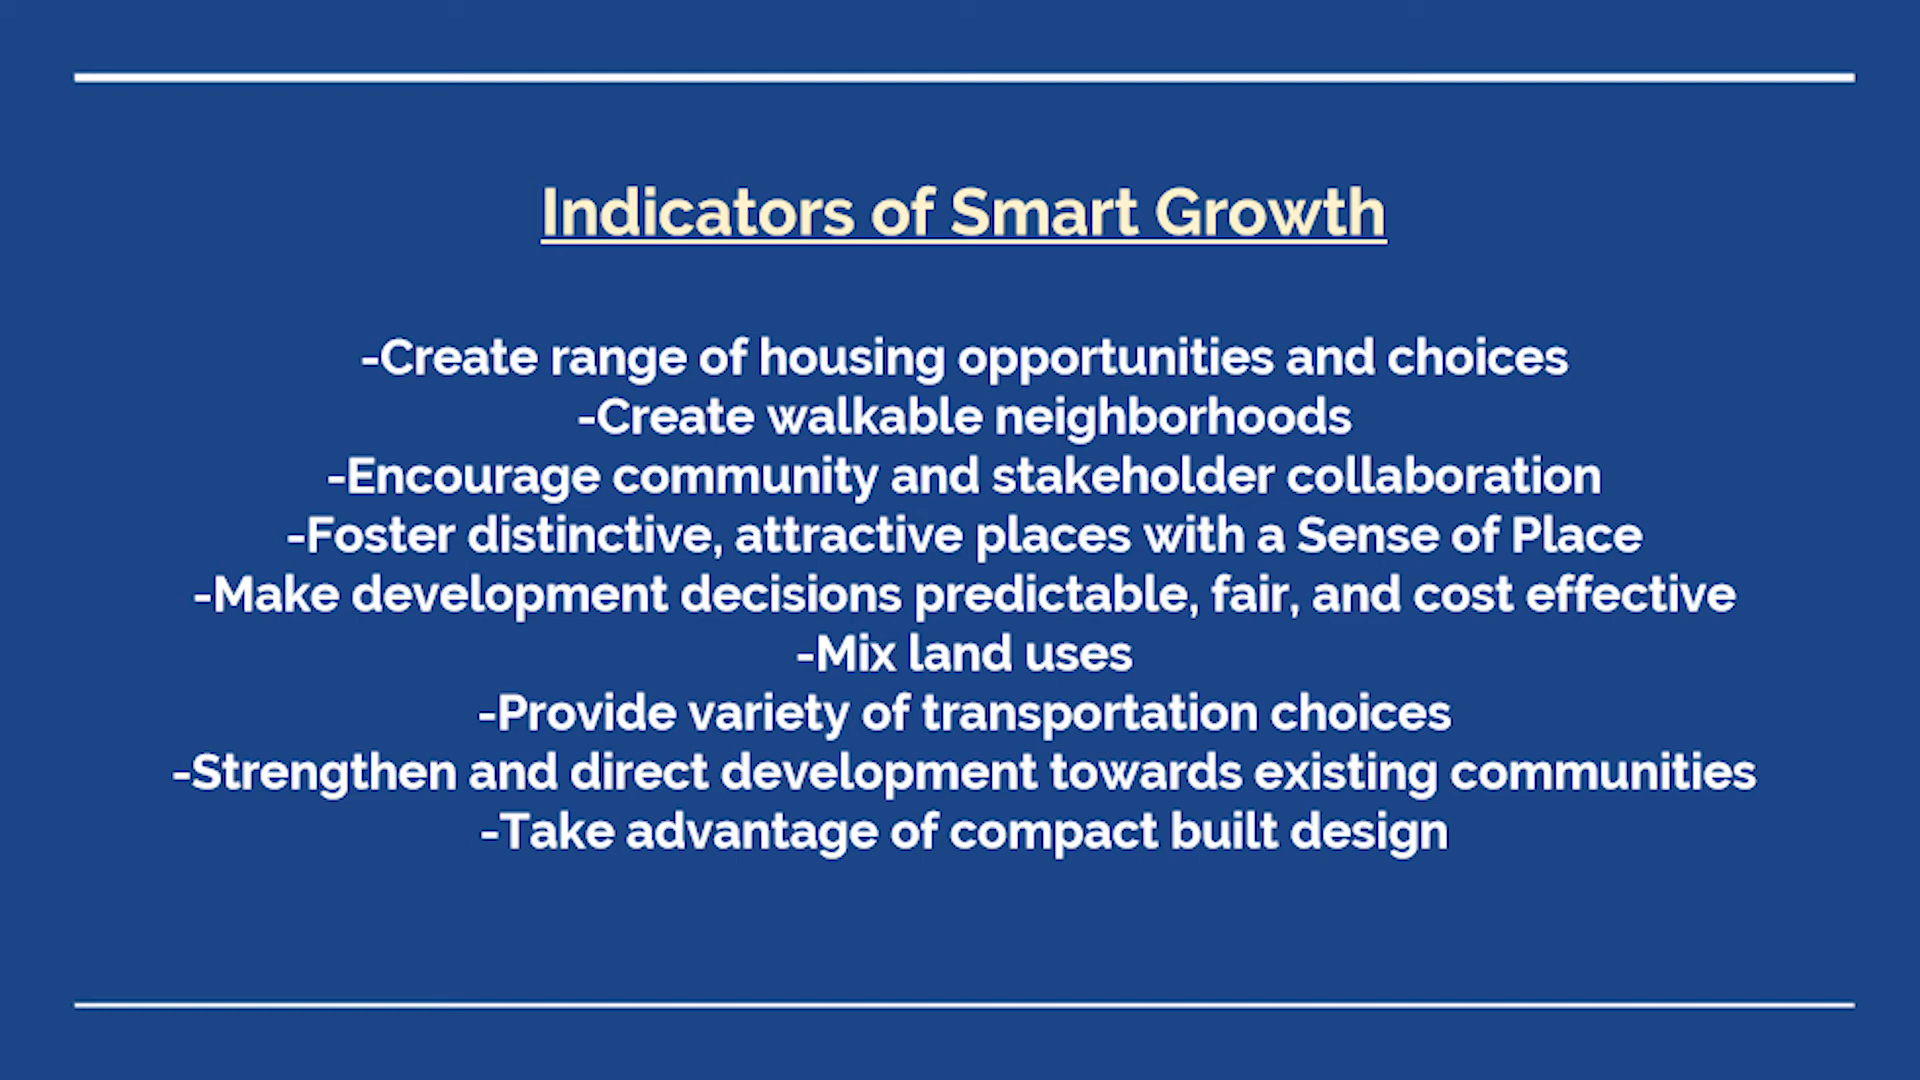 Indicators of Smart Growth
-Create range of housing opportunities and choices
-Create walkable neighborhoods
-Encourage community and stakeholder collaboration
-Foster distinctive, attractive places with a Sense of Place
-Make development decisions predictable, fair, and cost effective
-Mix land uses
-Provide variety of transportation choices
-Strengthen and direct development towards existing communities
-Take advantage of compact built design